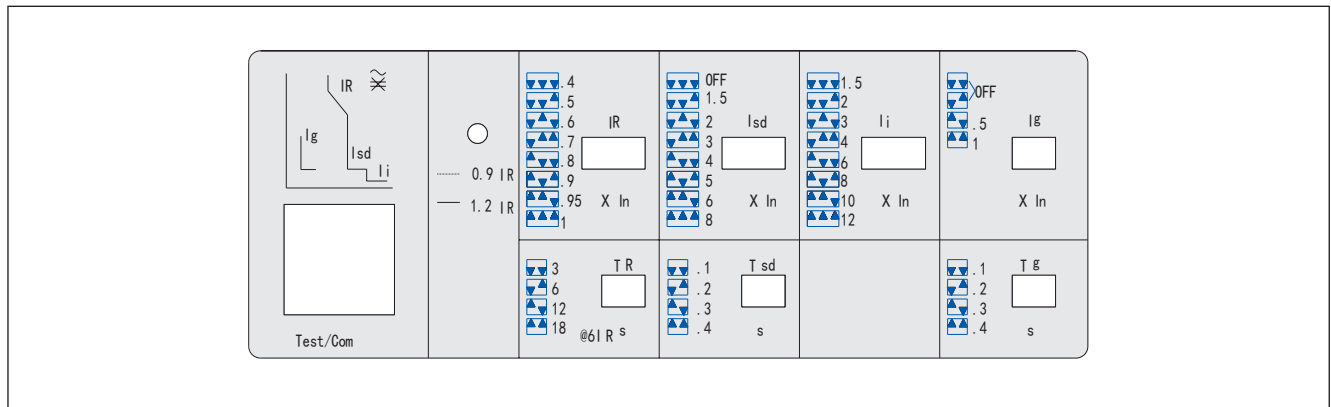 IR
Ig
Isd
Ii
Test/Com
0.9 IR
1.2 IR
.4
.5
.6
.7
.8
.9
.95
1
IR
X In
OFF
1.5
2
3
4
5
6
8
Isd
X In
1.5
2
3
4
6
8
10
12
Ii
X In
OFF
.5
1
Ig
X In
3
6
12
18
TR
@6IR s
.1
.2
.3
.4
Tsd
s
.1
.2
.3
.4
Tg
s